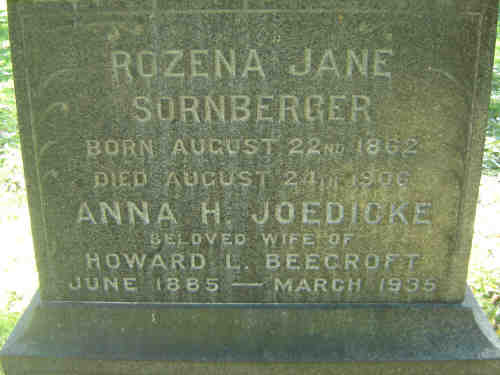 ROZENA JANE
SORNBERGER
BORN AUGUST 22ND 1862
DIED AUGUST 24TH 1906
ANNA H. JOEDICKE
BELOVED WIFE OF
HOWARD L. BEECROFT
JUNE 1885 — MARCH 1935